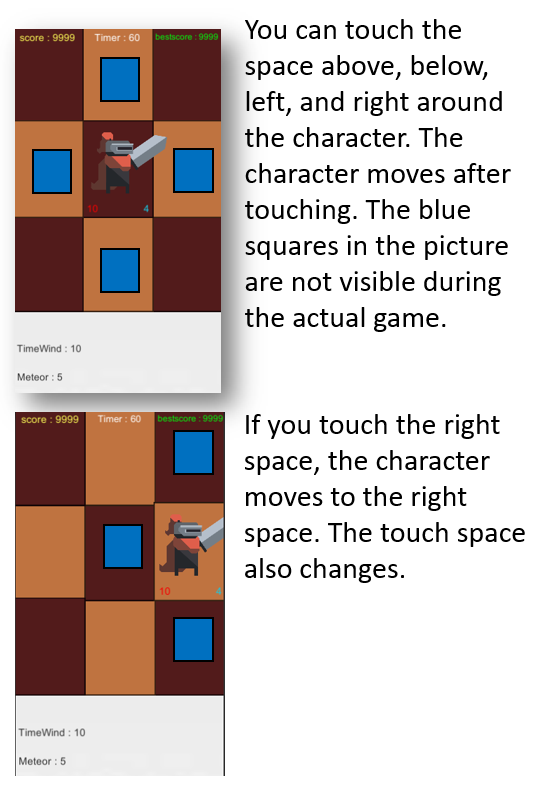 score : 9999 Timer : 60 bestscore : 9999
You can touch the
space above, below,
left, and right around
the character. The
character moves after
touching. The blue
squares in the picture
are not visible during
the actual game.
10 4
TimeWind : 10
Meteor : 5
score : 9999 Timer : 60 bestscore : 9999
If you touch the right
space, the character
moves to the right
space. The touch space
also changes.
10 4
TimeWind : 10
Meteor : 5